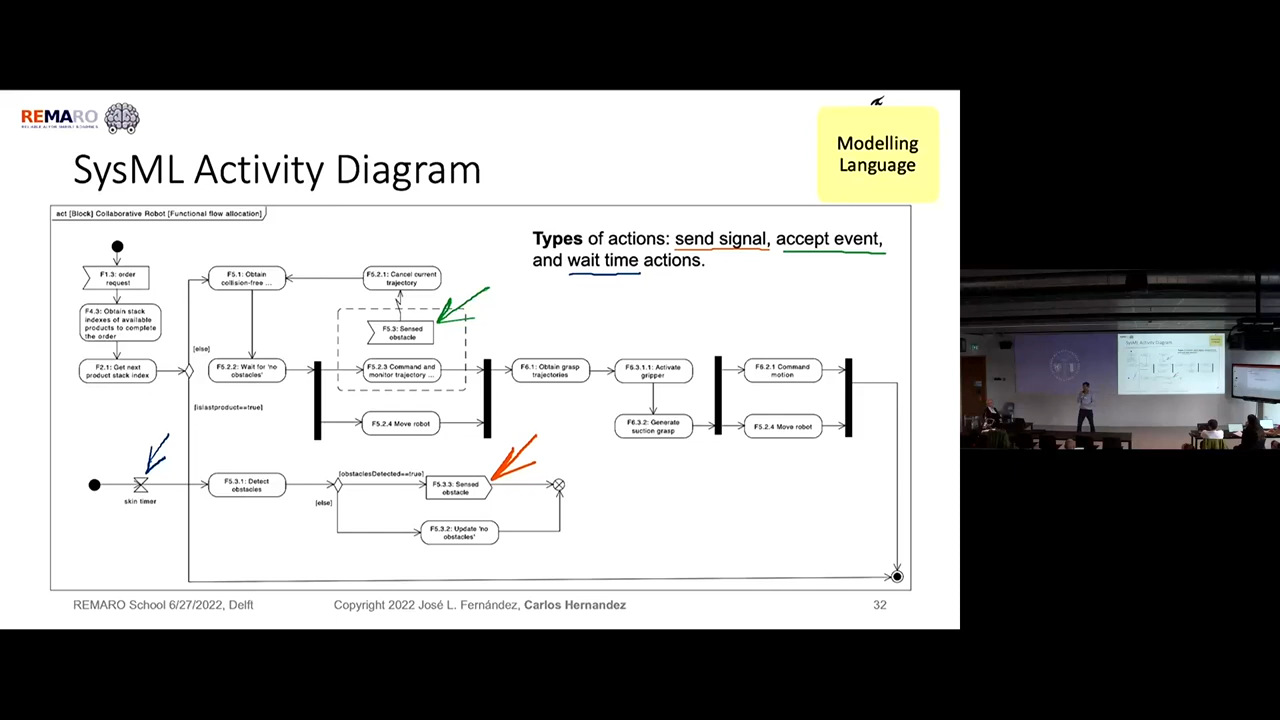 REMARO
Modelling
Language
SysML Activity Diagram
act [Block] Collaborative Robot [Functional flow allocation]
Types of actions: send signal, accept event,
and wait time actions.
F1.3: order
request
F5.1: Obtain
collision-free ...
F5.2.1: Cancel current
trajectory
F4.3: Obtain stack
indexes of available
products to complete
the order
F5.3: Sensed
obstacle
[else]
F2.1: Get next
product stack index
F5.2.2: Wait for 'no
obstacles'
F5.2.3 Command and
monitor trajectory ...
F6.1: Obtain grasp
trajectories
F6.3.1.1: Activate
gripper
F6.2.1 Command
motion
[islastproduct==true]
F5.2.4 Move robot
F6.3.2: Generate
suction grasp
F5.2.4: Move robot
skin timer
F5.3.1: Detect
obstacles
[obstaclesDetected==true]
[else]
F5.3.3: Sensed
obstacle
F5.3.2: Update 'no
obstacles'
REMARO School 6/27/2022, Delft
Copyright 2022 José L. Fernández, Carlos Hernandez
32
SysML Activity Diagram